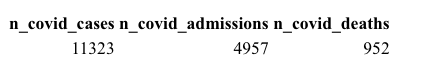 n_covid_cases n_covid_admissions n_covid_deaths
11323 4957 952